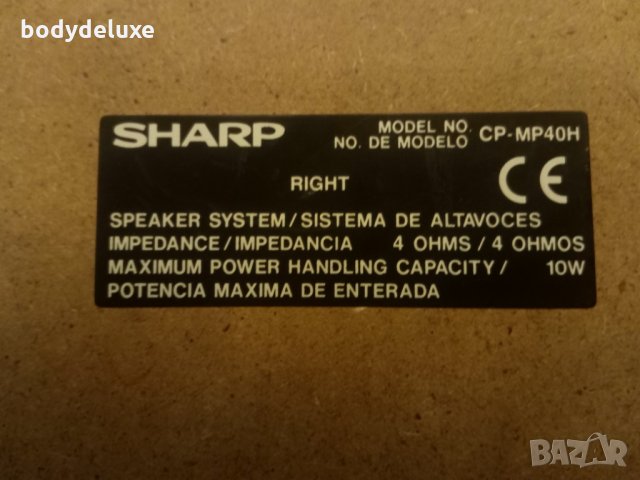 bodydeluxe
SHARP
MODEL NO. CP-MP40H
NO. DE MODELO
RIGHT
CE
SPEAKER SYSTEM/SISTEMA DE ALTAVOCES
IMPEDANCE/IMPEDANCIA 4 OHMS / 4 OHMOS
MAXIMUM POWER HANDLING CAPACITY/ 10W
POTENCIA MAXIMA DE ENTERADA
BAZAR